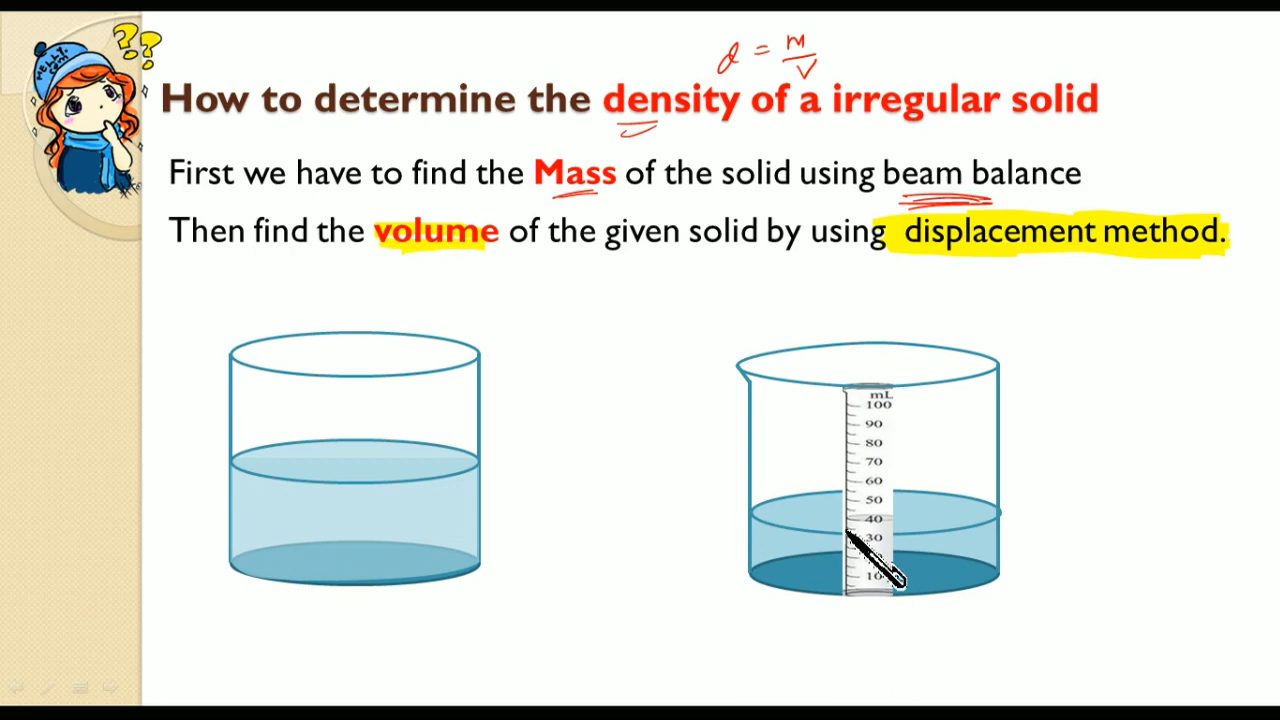 d = m/V
How to determine the density of a irregular solid
First we have to find the Mass of the solid using beam balance
Then find the volume of the given solid by using displacement method.
mL
100
90
80
70
60
50
40
30
10